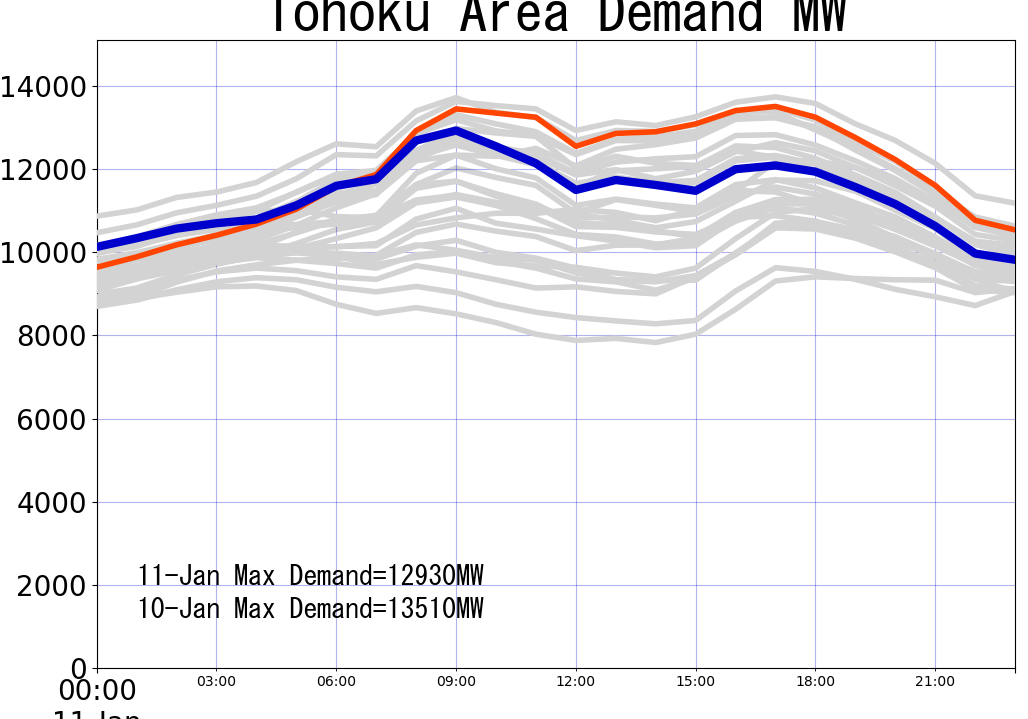 Tohoku Area Demand MW
14000
12000
10000
8000
6000
4000
2000
0
11-Jan Max Demand=12930MW
10-Jan Max Demand=13510MW
00:00 03:00 06:00 09:00 12:00 15:00 18:00 21:00
11-Jan